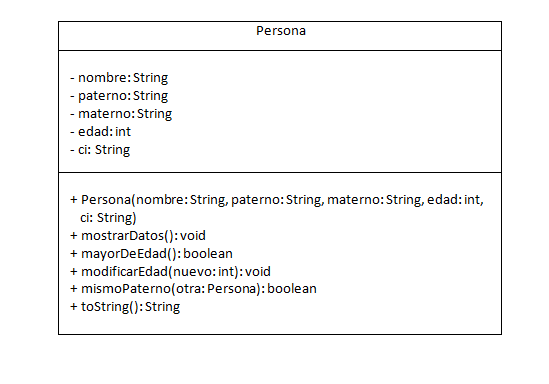 Persona
- nombre: String
- paterno: String
- materno: String
- edad: int
- ci: String
+ Persona(nombre: String, paterno: String, materno: String, edad: int,
ci: String)
+ mostrarDatos(): void
+ mayorDeEdad(): boolean
+ modificarEdad(nuevo: int): void
+ mismoPaterno(otra: Persona): boolean
+ toString(): String